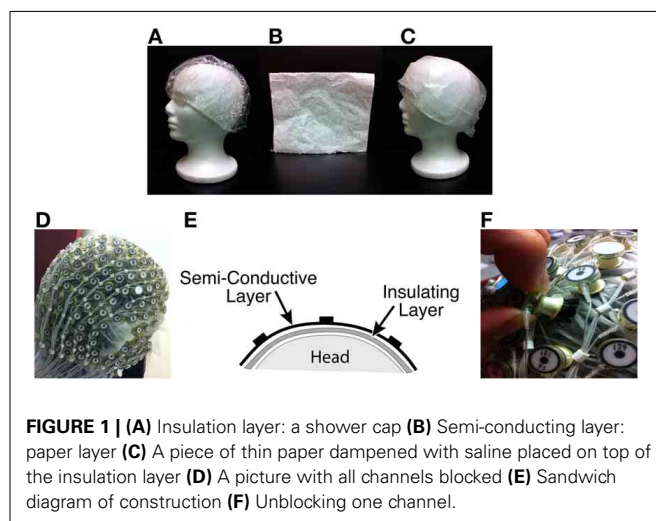 A
B
C
D
E
F
Semi-Conductive
Layer
Insulating
Layer
Head
FIGURE 1 | (A) Insulation layer: a shower cap (B) Semi-conducting layer:
paper layer (C) A piece of thin paper dampened with saline placed on top of
the insulation layer (D) A picture with all channels blocked (E) Sandwich
diagram of construction (F) Unblocking one channel.